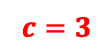 c = 3